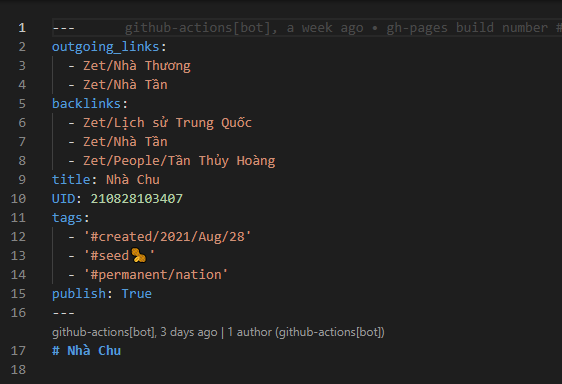 1 --- github-actions[bot], a week ago • gh-pages build number #
2 outgoing_links:
3 - Zet/Nhà Thương
4 - Zet/Nhà Tần
5 backlinks:
6 - Zet/Lịch sử Trung Quốc
7 - Zet/Nhà Tần
8 - Zet/People/Tần Thủy Hoàng
9 title: Nhà Chu
10 UID: 210828103407
11 tags:
12 - '#created/2021/Aug/28'
13 - '#seed🥜'
14 - '#permanent/nation'
15 publish: True
16 ---
github-actions[bot], 3 days ago | 1 author (github-actions[bot])
17 # Nhà Chu
18